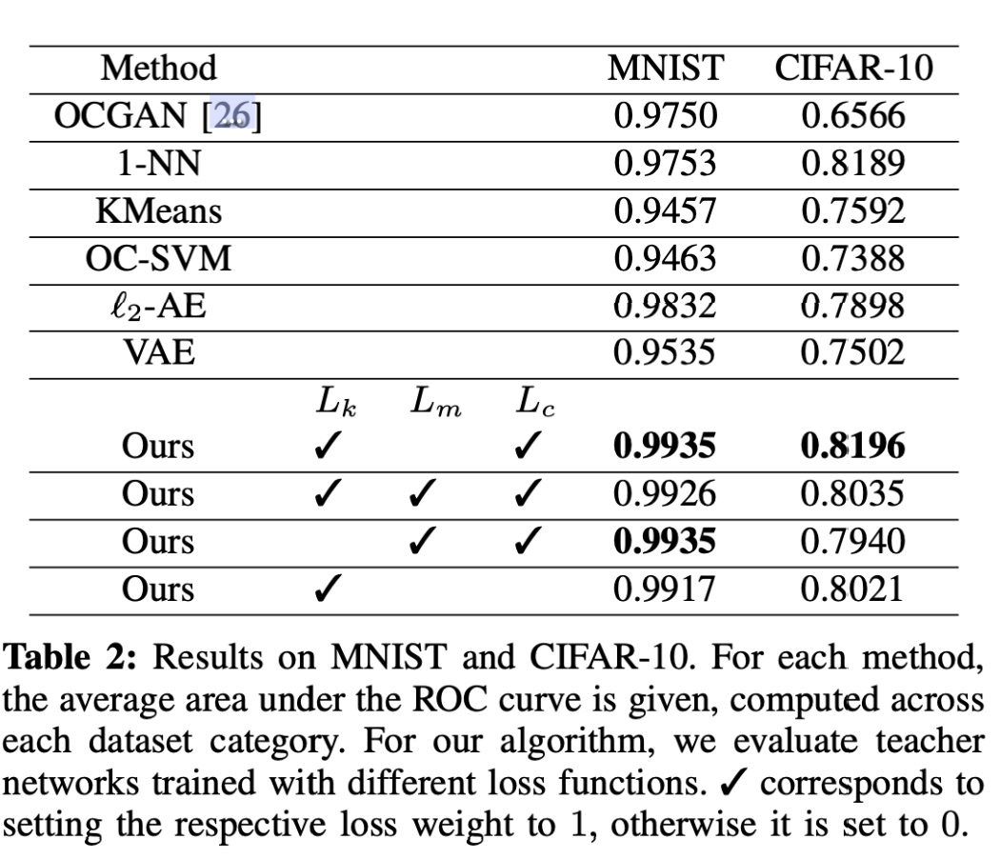 Method MNIST CIFAR-10
OCGAN [26] 0.9750 0.6566
1-NN 0.9753 0.8189
KMeans 0.9457 0.7592
OC-SVM 0.9463 0.7388
ℓ₂-AE 0.9832 0.7898
VAE 0.9535 0.7502
Lₖ Lₘ L_c
Ours ✓ ✓ 0.9935 0.8196
Ours ✓ ✓ ✓ 0.9926 0.8035
Ours ✓ ✓ 0.9935 0.7940
Ours ✓ 0.9917 0.8021
Table 2: Results on MNIST and CIFAR-10. For each method,
the average area under the ROC curve is given, computed across
each dataset category. For our algorithm, we evaluate teacher
networks trained with different loss functions. ✓ corresponds to
setting the respective loss weight to 1, otherwise it is set to 0.